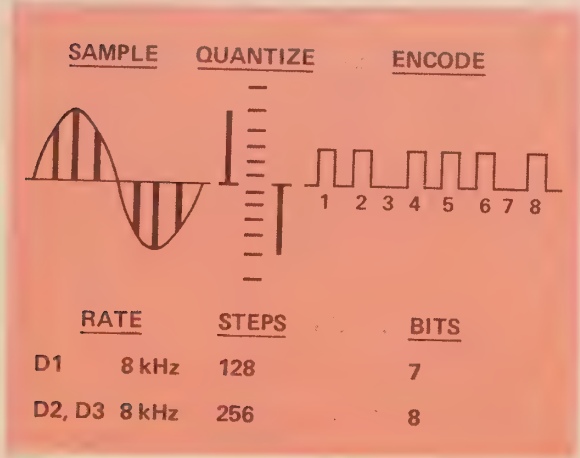 SAMPLE QUANTIZE ENCODE
1 2 3 4 5 6 7 8
RATE STEPS BITS
D1 8 kHz 128 7
D2, D3 8 kHz 256 8